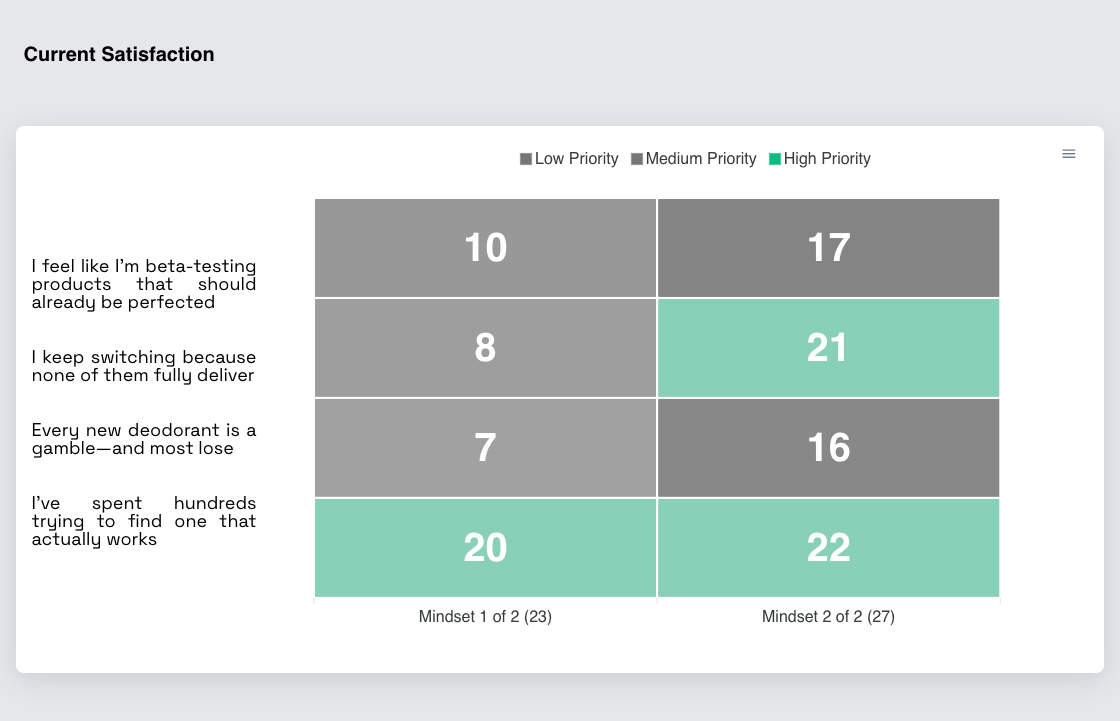 Current Satisfaction
Low Priority Medium Priority High Priority
I feel like I'm beta-testing
products that should
already be perfected
10 17
I keep switching because
none of them fully deliver
8 21
Every new deodorant is a
gamble—and most lose
7 16
I've spent hundreds
trying to find one that
actually works
20 22
Mindset 1 of 2 (23) Mindset 2 of 2 (27)